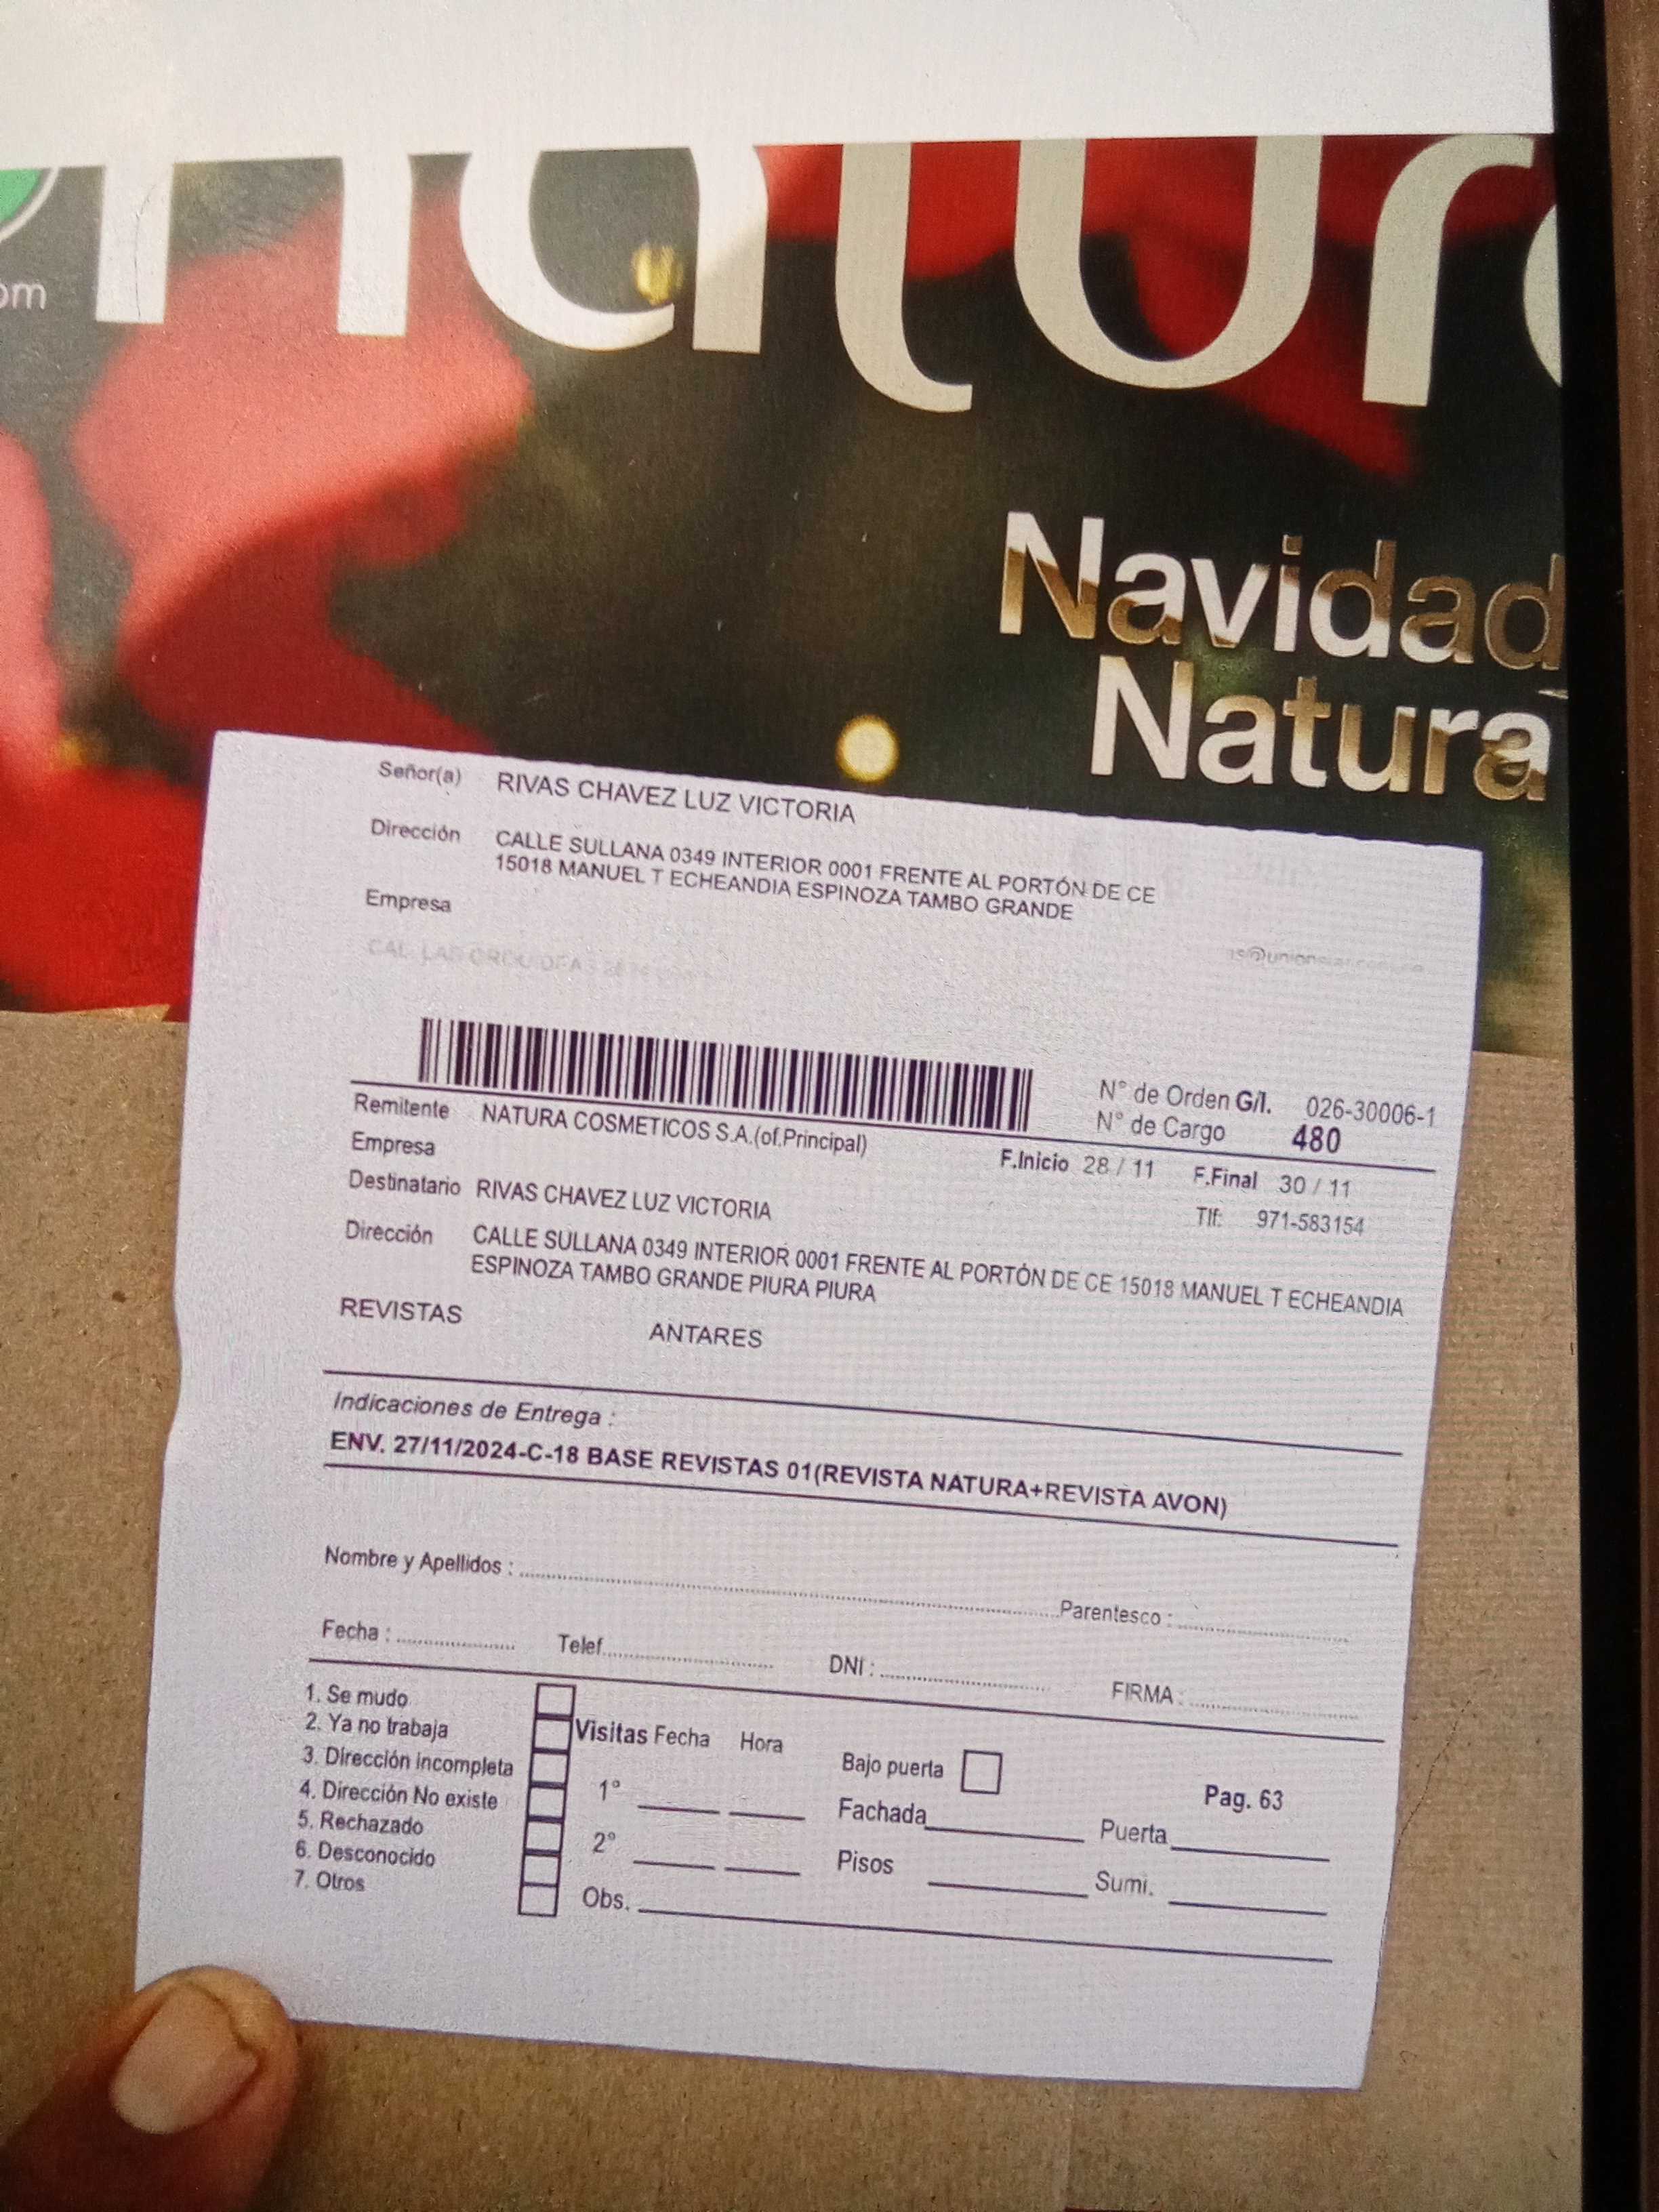 om
natura
Navidad
Natura
Señor(a) RIVAS CHAVEZ LUZ VICTORIA
Dirección CALLE SULLANA 0349 INTERIOR 0001 FRENTE AL PORTÓN DE CE
15018 MANUEL T ECHEANDIA ESPINOZA TAMBO GRANDE
Empresa
N° de Orden G/I. 026-30006-1
N° de Cargo 480
Remitente NATURA COSMETICOS S.A.(of.Principal)
Empresa F.Inicio 28 / 11 F.Final 30 / 11
Destinatario RIVAS CHAVEZ LUZ VICTORIA Tlf: 971-583154
Dirección CALLE SULLANA 0349 INTERIOR 0001 FRENTE AL PORTÓN DE CE 15018 MANUEL T ECHEANDIA
ESPINOZA TAMBO GRANDE PIURA PIURA
REVISTAS ANTARES
Indicaciones de Entrega :
ENV. 27/11/2024-C-18 BASE REVISTAS 01(REVISTA NATURA+REVISTA AVON)
Nombre y Apellidos : Parentesco :
Fecha : Telef. DNI : FIRMA :
1. Se mudo
2. Ya no trabaja
3. Dirección incompleta
4. Dirección No existe
5. Rechazado
6. Desconocido
7. Otros
Visitas Fecha Hora
1°
2°
Obs.
Bajo puerta
Fachada
Pisos
Pag. 63
Puerta
Sumi.